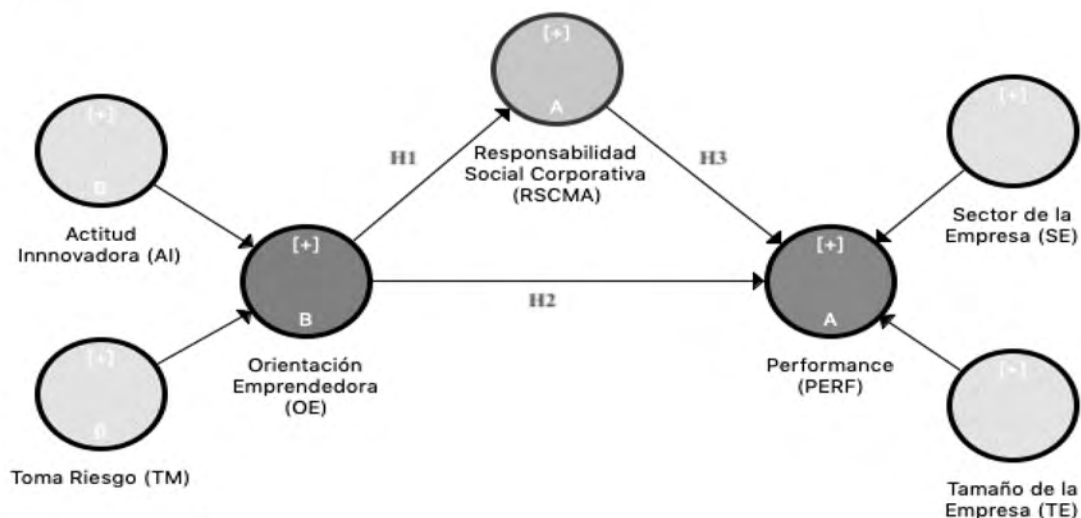 [+]
A
Responsabilidad
Social Corporativa
(RSCMA)
H1
H3
[+]
Actitud
Innnovadora (AI)
[+]
Sector de la
Empresa (SE)
[+]
B
Orientación
Emprendedora
(OE)
H2
[+]
A
Performance
(PERF)
[+]
Toma Riesgo (TM)
[+]
Tamaño de la
Empresa (TE)